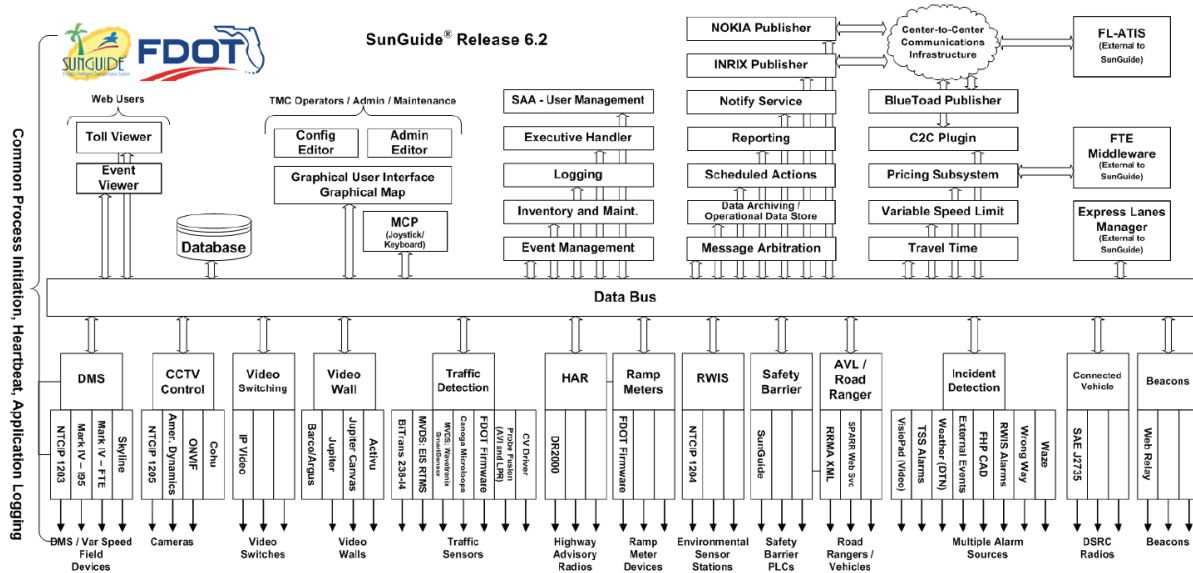 SUNGUIDE
FDOT
SunGuide® Release 6.2
Common Process Initiation, Heartbeat, Application Logging
Web Users
Toll Viewer
Event
Viewer
Database
TMC Operators / Admin / Maintenance
Config
Editor
Admin
Editor
Graphical User Interface
Graphical Map
MCP
(Joystick/
Keyboard)
SAA - User Management
Executive Handler
Logging
Inventory and Maint.
Event Management
NOKIA Publisher
INRIX Publisher
Notify Service
Reporting
Scheduled Actions
Data Archiving /
Operational Data Store
Message Arbitration
Center-to-Center
Communications
Infrastructure
BlueToad Publisher
C2C Plugin
Pricing Subsystem
Variable Speed Limit
Travel Time
FL-ATIS
(External to
SunGuide)
FTE
Middleware
(External to
SunGuide)
Express Lanes
Manager
(External to
SunGuide)
Data Bus
DMS
NTCIP 1203
Mark IV – I95
Mark IV – FTE
Skyline
DMS / Var Speed
Field
Devices
CCTV
Control
NTCIP 1205
Amer. Dynamics
ONVIF
Cohu
Cameras
Video
Switching
IP Video
Video
Switches
Video
Wall
Barco/Argus
Jupiter
Jupiter Canvas
Activu
Video
Walls
Traffic
Detection
BiTrans 238-I4
MVDS: EIS RTMS
MVDS: Wavetronix
SmartSensor
Canoga Microloops
FDOT Firmware
Probe Fusion
(AVI and LPR)
CV Driver
Traffic
Sensors
HAR
DR2000
Highway
Advisory
Radios
Ramp
Meters
FDOT Firmware
Ramp
Meter
Devices
RWIS
NTCIP 1204
Environmental
Sensor
Stations
Safety
Barrier
SunGuide
Safety
Barrier
PLCs
AVL /
Road
Ranger
RRMA XML
SPARR Web Svc
Road
Rangers /
Vehicles
Incident
Detection
VisioPad (Video)
TSS Alarms
Weather (DTN)
External Events
FHP CAD
RWIS Alarms
Wrong Way
Waze
Multiple Alarm
Sources
Connected
Vehicle
SAE J2735
DSRC
Radios
Beacons
Web Relay
Beacons